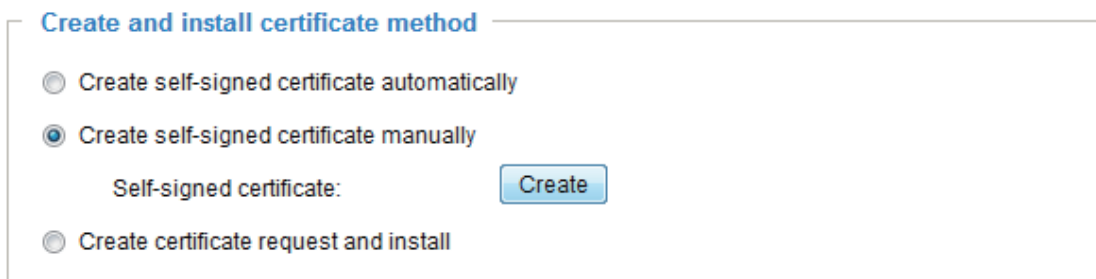 Create and install certificate method
Create self-signed certificate automatically
Create self-signed certificate manually
Self-signed certificate: Create
Create certificate request and install